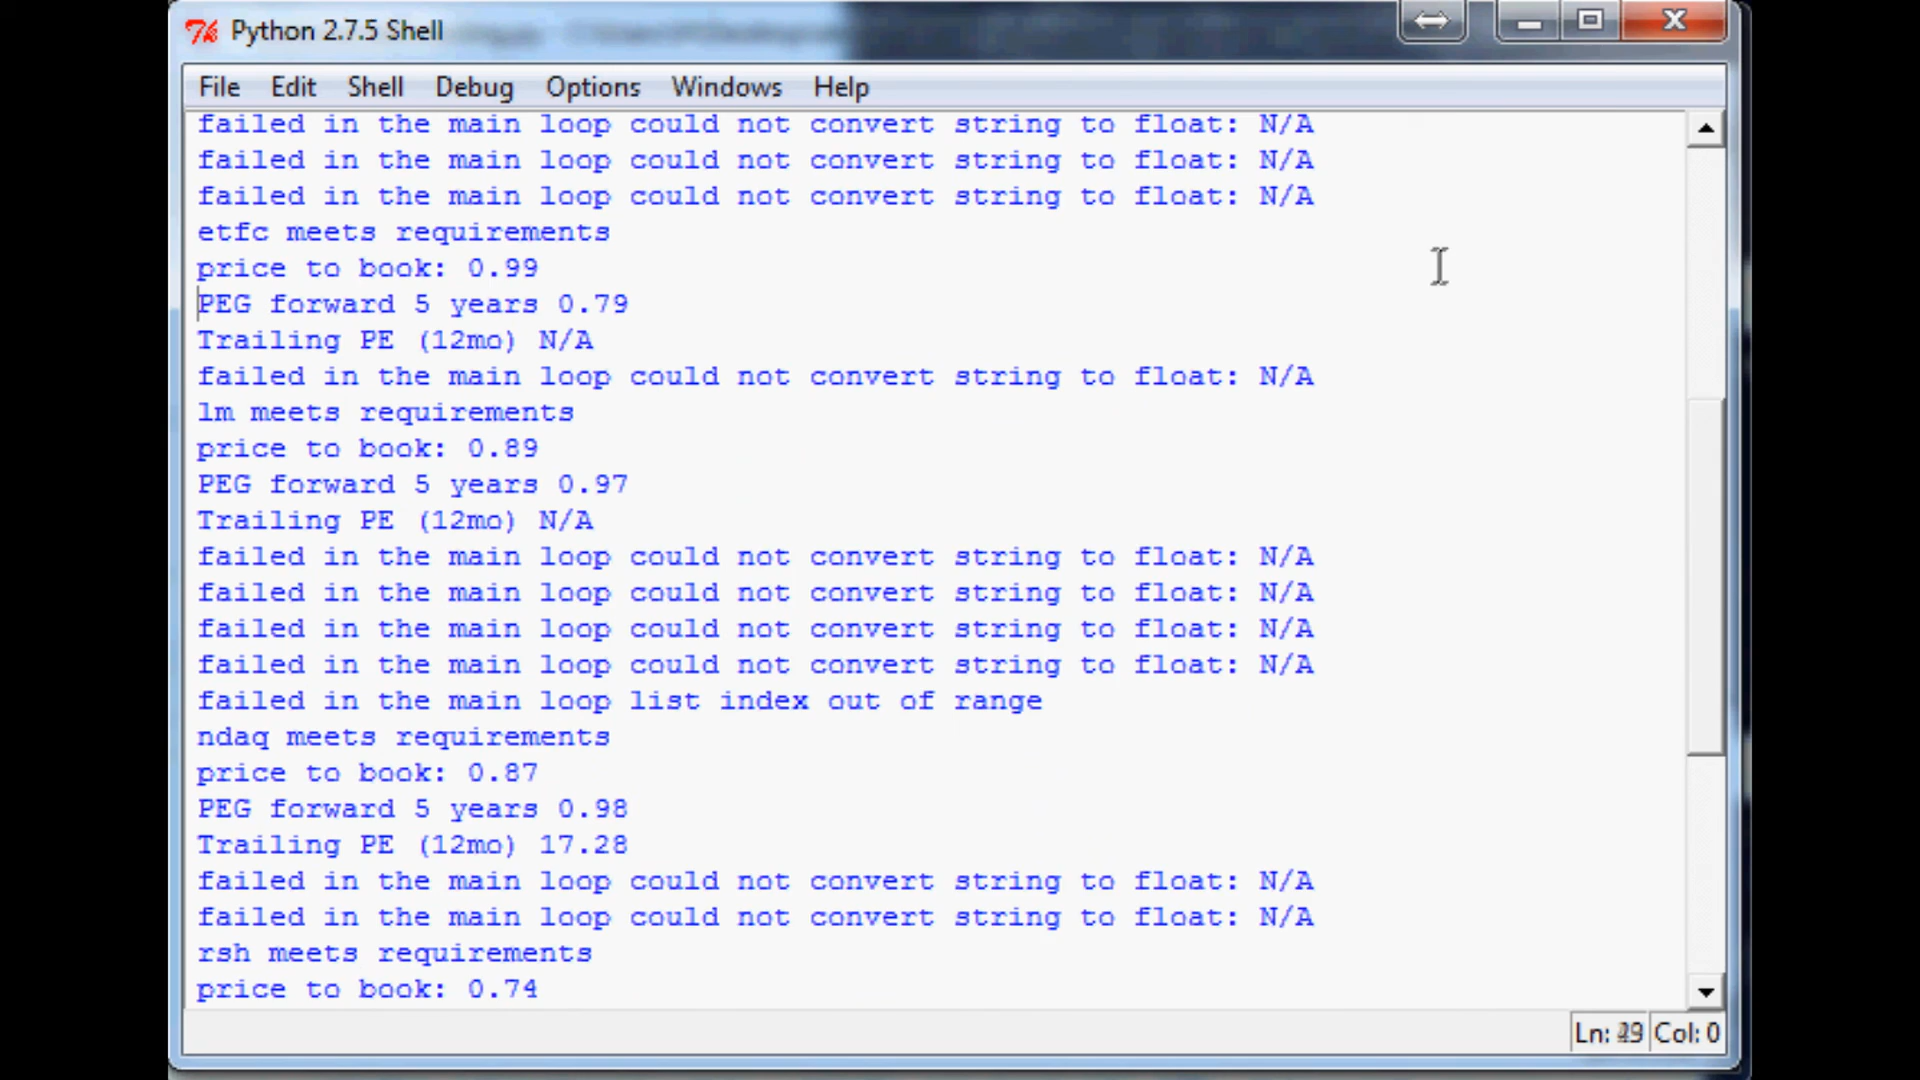 Python 2.7.5 Shell
File Edit Shell Debug Options Windows Help
failed in the main loop could not convert string to float: N/A
failed in the main loop could not convert string to float: N/A
failed in the main loop could not convert string to float: N/A
etfc meets requirements
price to book: 0.99
PEG forward 5 years 0.79
Trailing PE (12mo) N/A
failed in the main loop could not convert string to float: N/A
lm meets requirements
price to book: 0.89
PEG forward 5 years 0.97
Trailing PE (12mo) N/A
failed in the main loop could not convert string to float: N/A
failed in the main loop could not convert string to float: N/A
failed in the main loop could not convert string to float: N/A
failed in the main loop could not convert string to float: N/A
failed in the main loop list index out of range
ndaq meets requirements
price to book: 0.87
PEG forward 5 years 0.98
Trailing PE (12mo) 17.28
failed in the main loop could not convert string to float: N/A
failed in the main loop could not convert string to float: N/A
rsh meets requirements
price to book: 0.74
Ln: Col: 0